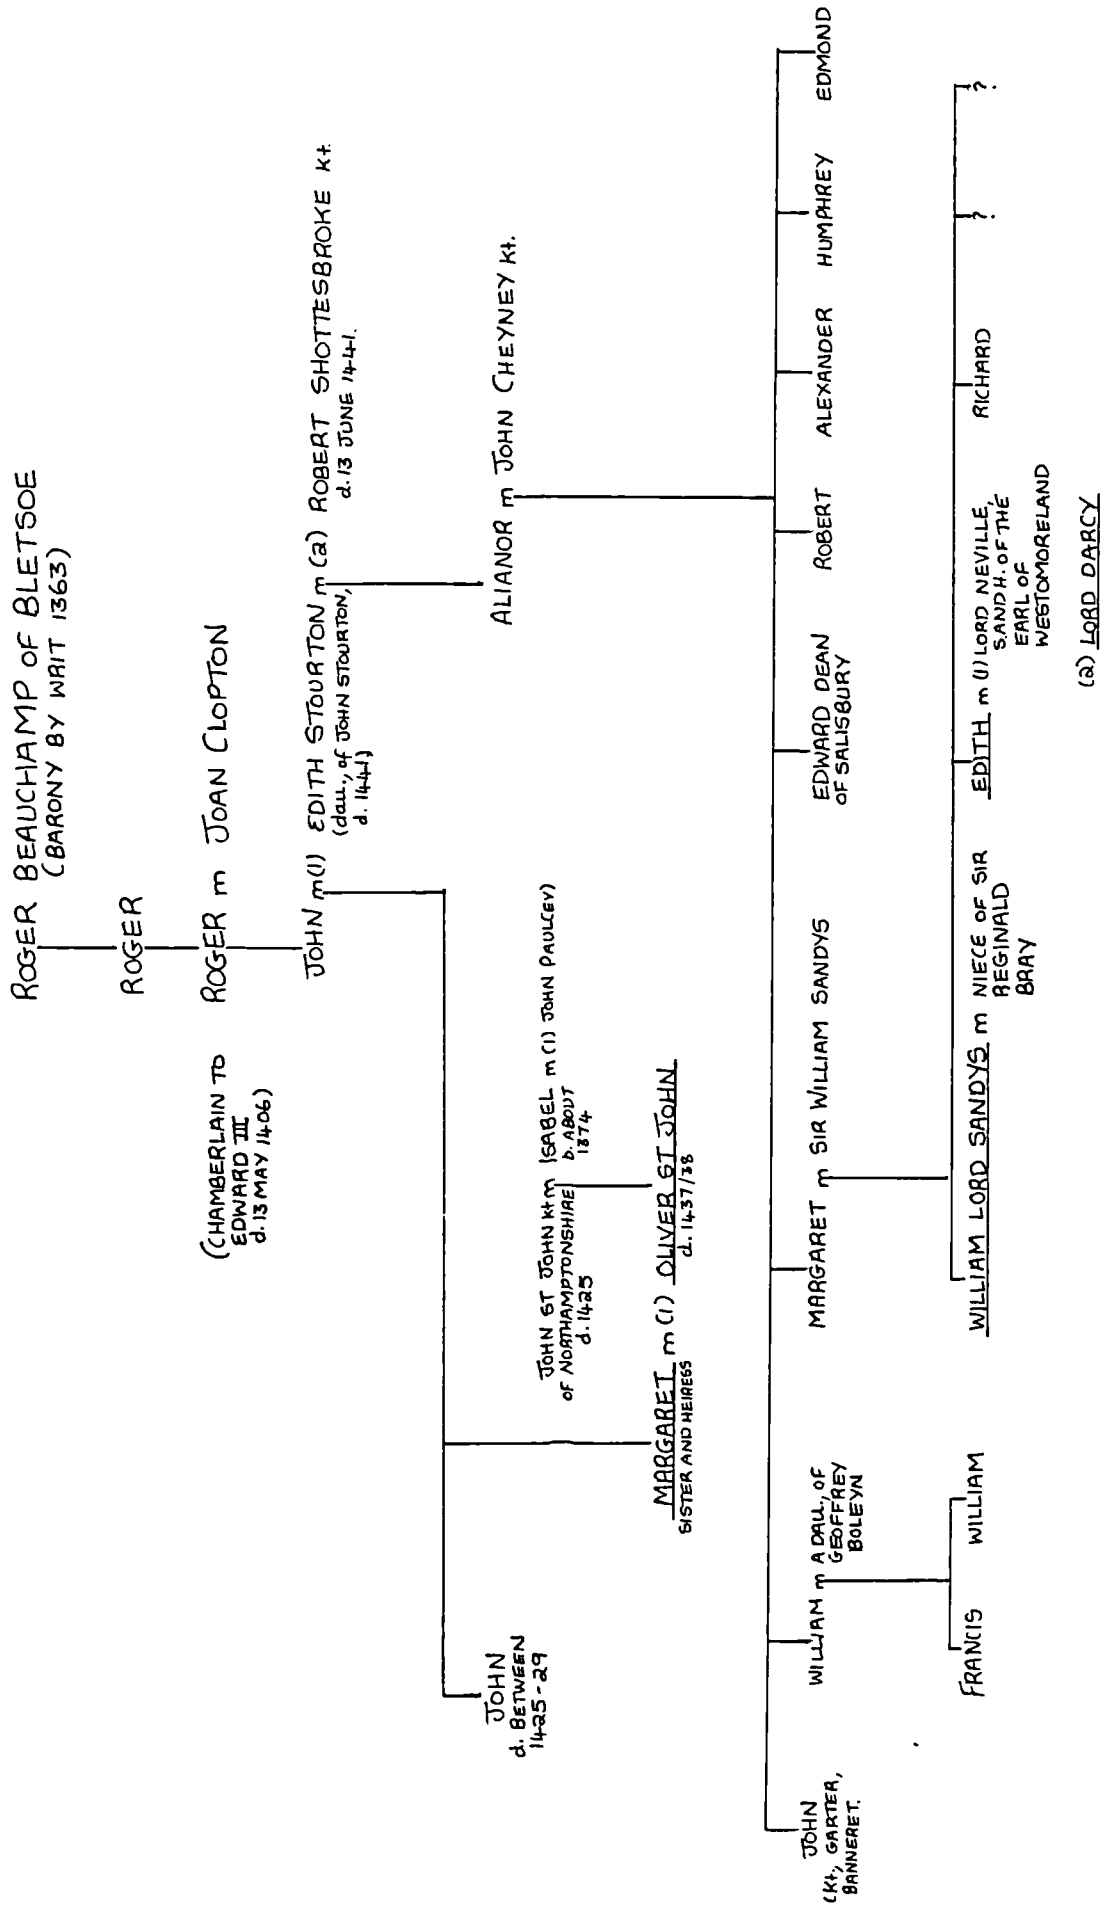 ROGER BEAUCHAMP OF BLETSOE
(BARONY BY WRIT 1363)
ROGER
(CHAMBERLAIN TO
EDWARD III
d. 13 MAY 1406)
ROGER m JOAN CLOPTON
JOHN m(1) EDITH STOURTON m(2) ROBERT SHOTTESBROKE Kt.
(dau., of JOHN STOURTON,
d. 1441)
d. 13 JUNE 1441.
JOHN
d. BETWEEN
1425-29
ALIANOR m JOHN CHEYNEY Kt.
JOHN ST JOHN Kt m ISABEL m(1) JOHN PAULCEV)
OF NORTHAMPTONSHIRE
d. 1425
b. ABOUT
1374
MARGARET m(1) OLIVER ST JOHN
SISTER AND HEIRESS
d. 1437/38
JOHN
(Kt, GARTER,
BANNERET.
WILLIAM m A DAU., OF
GEOFFREY
BOLEYN
MARGARET m SIR WILLIAM SANDYS
EDWARD DEAN
OF SALISBURY
ROBERT
ALEXANDER
HUMPHREY
EDMOND
FRANCIS
WILLIAM
WILLIAM LORD SANDYS m NIECE OF SIR
REGINALD
BRAY
EDITH m(1) LORD NEVILLE,
S. AND H. OF THE
EARL OF
WESTOMORELAND
(2) LORD DARCY
RICHARD
?
?